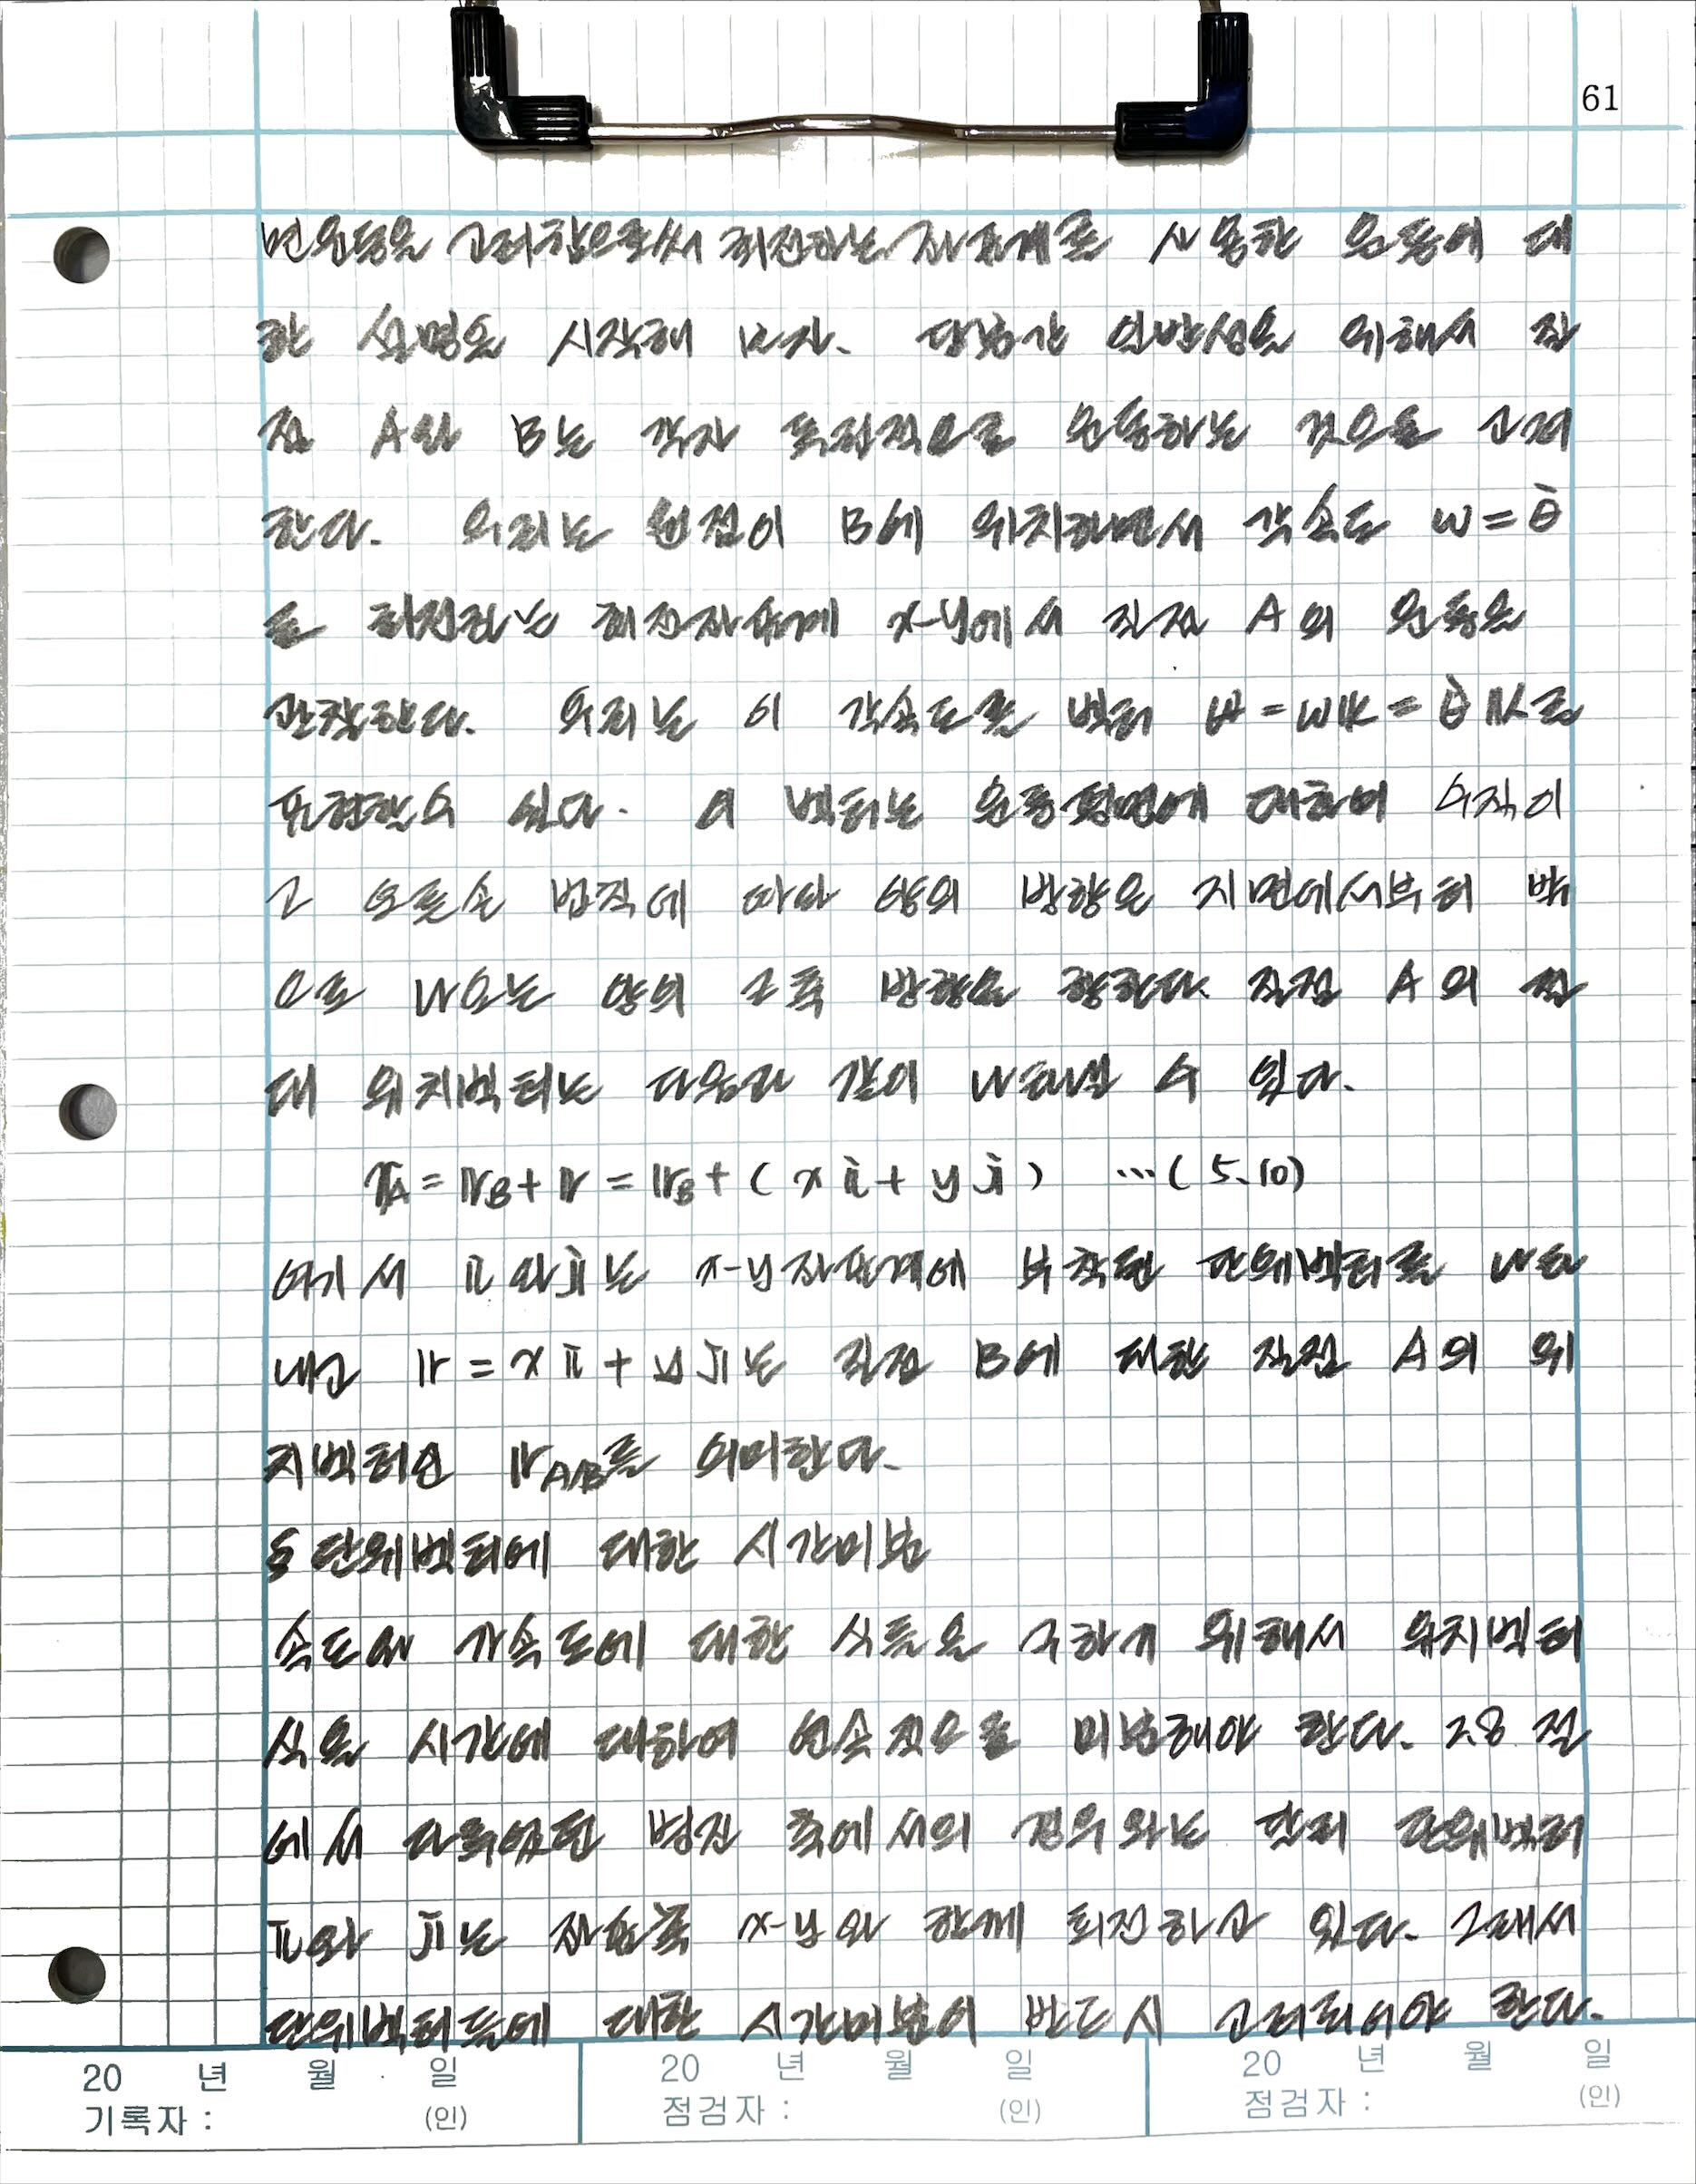 61
면운동을 고려함으로써 회전하는 좌표계를 사용한 운동에 대
한 설명을 시작해 보자. 당분간 일반성을 위해서 질
점 A와 B는 각자 독립적으로 운동하는 것으로 고려
한다. 우리는 원점이 B에 위치하면서 각속도 ω = θ̇
로 회전하는 회전좌표계 x-y에서 질점 A의 운동을
관찰한다. 우리는 이 각속도를 벡터 ω = ωk = θ̇k로
표현할 수 있다. 이 벡터는 운동평면에 대하여 수직이
고 오른손 법칙에 따라 양의 방향은 지면에서부터 밖
으로 나오는 양의 z축 방향을 향한다. 질점 A의 절
대 위치벡터는 다음과 같이 나타낼 수 있다.
r_A = r_B + r = r_B + ( x i + y j ) ⋯ ( 5.10)
여기서 i 와 j 는 x-y좌표계에 부착된 단위벡터를 나타
내고 r = x i + y j 는 질점 B에 대한 질점 A의 위
치벡터인 r_A/B를 의미한다.
§ 단위벡터에 대한 시간미분
속도와 가속도에 대한 식들을 구하기 위해서 위치벡터
식을 시간에 대하여 연속적으로 미분해야 한다. 2.8 절
에서 다뤄졌던 병진 축에서의 경우와는 달리 단위벡터
i 와 j 는 좌표축 x-y와 함께 회전하고 있다. 그래서
단위벡터들에 대한 시간미분이 반드시 고려되어야 한다.
20 년 월 일 20 년 월 일 20 년 월 일
기록자 : (인) 점검자 : (인) 점검자 : (인)